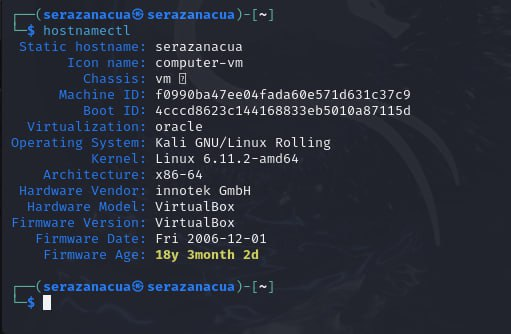 ┌──(serazanacua㉿serazanacua)-[~]
└─$ hostnamectl
Static hostname: serazanacua
Icon name: computer-vm
Chassis: vm
Machine ID: f0990ba47ee04fada60e571d631c37c9
Boot ID: 4cccd8623c144168833eb5010a87115d
Virtualization: oracle
Operating System: Kali GNU/Linux Rolling
Kernel: Linux 6.11.2-amd64
Architecture: x86-64
Hardware Vendor: innotek GmbH
Hardware Model: VirtualBox
Firmware Version: VirtualBox
Firmware Date: Fri 2006-12-01
Firmware Age: 18y 3month 2d
┌──(serazanacua㉿serazanacua)-[~]
└─$